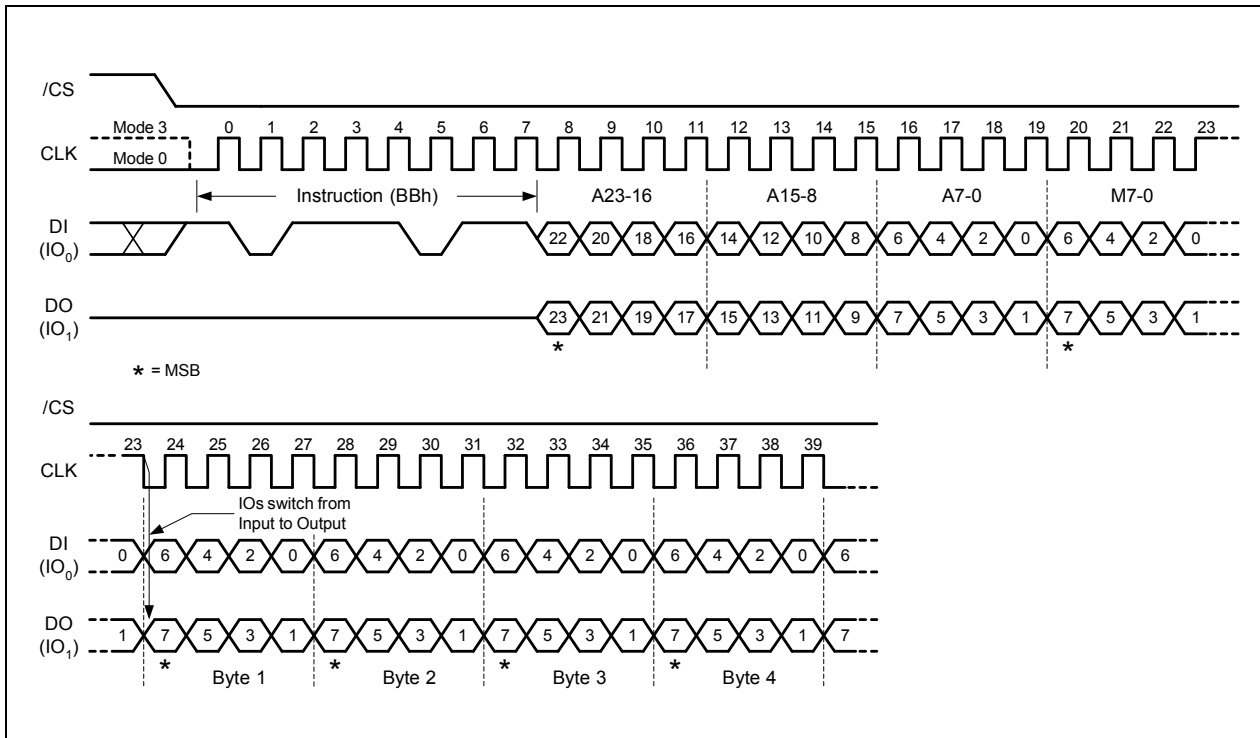 /CS
Mode 3
0 1 2 3 4 5 6 7 8 9 10 11 12 13 14 15 16 17 18 19 20 21 22 23
CLK
Mode 0
Instruction (BBh) A23-16 A15-8 A7-0 M7-0
DI
(IO0)
22 20 18 16 14 12 10 8 6 4 2 0 6 4 2 0
DO
(IO1)
23 21 19 17 15 13 11 9 7 5 3 1 7 5 3 1
* *
* = MSB
/CS
23 24 25 26 27 28 29 30 31 32 33 34 35 36 37 38 39
CLK
IOs switch from
Input to Output
DI
(IO0)
0 6 4 2 0 6 4 2 0 6 4 2 0 6 4 2 0 6
DO
(IO1)
1 7 5 3 1 7 5 3 1 7 5 3 1 7 5 3 1 7
* * * *
Byte 1 Byte 2 Byte 3 Byte 4